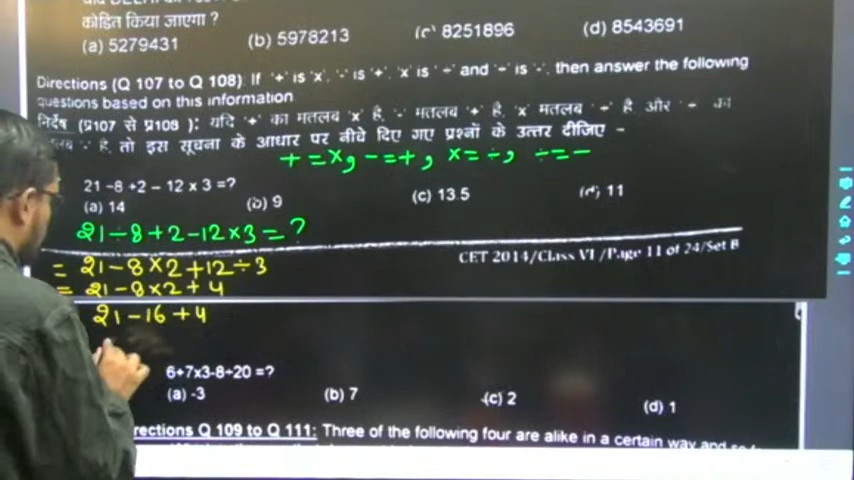 कोडित किया जाएगा ?
(a) 5279431 (b) 5978213 (c) 8251896 (d) 8543691
Directions (Q 107 to Q 108): If '+' is 'x', '-' is '+', 'x' is '÷' and '÷' is '-', then answer the following
questions based on this information
निर्देष (प्र107 से प्र108 ): यदि '+' का मतलब 'x' है, '-' मतलब '+' है, 'x' मतलब '÷' है और '÷' का
'-' है, तो इस सूचना के आधार पर नीचे दिए गए प्रश्नों के उत्तर दीजिए -
+ = x, - = +, x = ÷, ÷ = -
21 ÷8 +2 – 12 x 3 =?
(a) 14 (b) 9 (c) 13.5 (d) 11
21 ÷ 8 + 2 - 12 x 3 = ?
CET 2014/Class VI /Page 11 of 24/Set B
= 21 - 8 x 2 + 12 ÷ 3
= 21 - 8 x 2 + 4
21 - 16 + 4
6+7x3-8÷20 =?
(a) -3 (b) 7 (c) 2 (d) 1
rections Q 109 to Q 111: Three of the following four are alike in a certain way and so